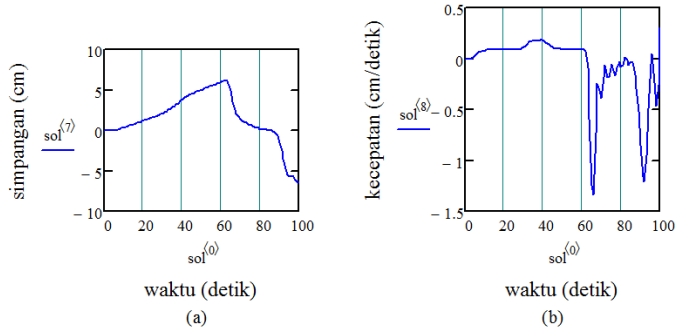 10
5
0
− 5
− 10
0 20 40 60 80 100
simpangan (cm)
sol⟨7⟩
sol⟨0⟩
waktu (detik)
(a)
0.5
0
− 0.5
− 1
− 1.5
0 20 40 60 80 100
kecepatan (cm/detik)
sol⟨8⟩
sol⟨0⟩
waktu (detik)
(b)